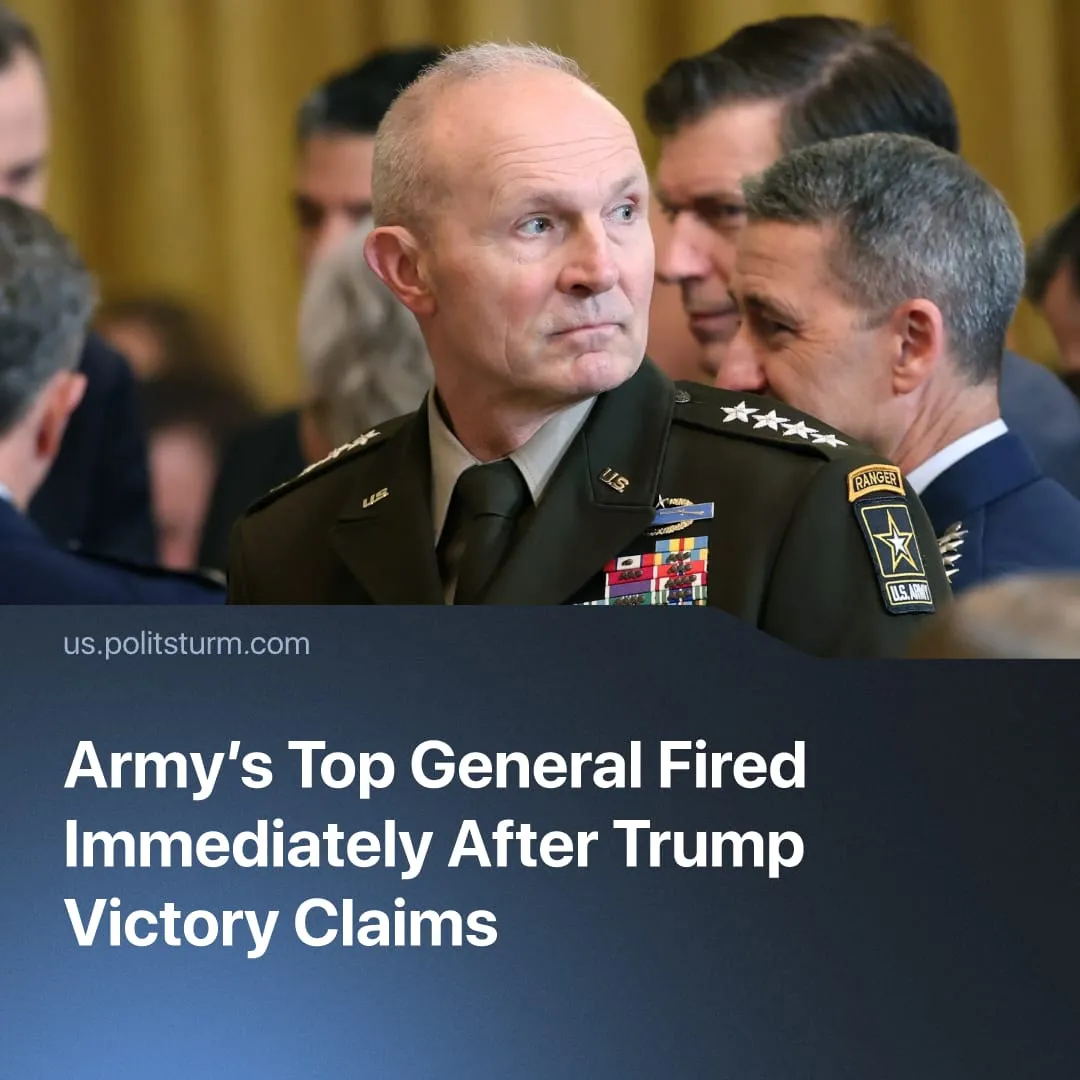 U.S.
U.S.
RANGER
U.S. ARMY
us.politsturm.com
Army’s Top General Fired
Immediately After Trump
Victory Claims